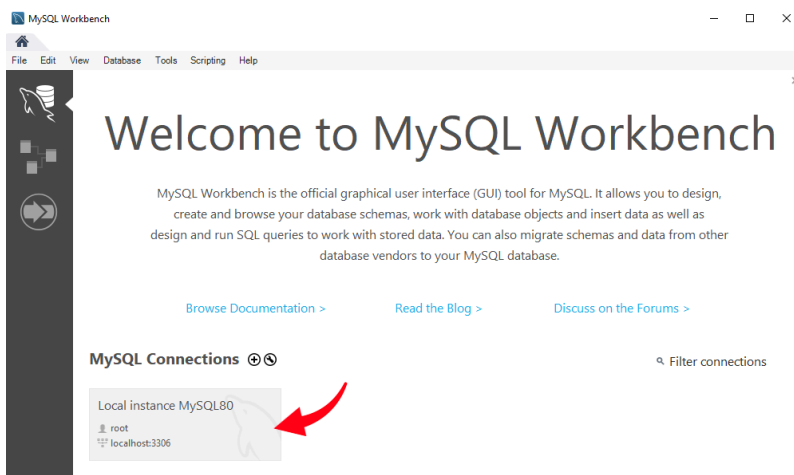 MySQL Workbench
File Edit View Database Tools Scripting Help
Welcome to MySQL Workbench
MySQL Workbench is the official graphical user interface (GUI) tool for MySQL. It allows you to design,
create and browse your database schemas, work with database objects and insert data as well as
design and run SQL queries to work with stored data. You can also migrate schemas and data from other
database vendors to your MySQL database.
Browse Documentation > Read the Blog > Discuss on the Forums >
MySQL Connections Filter connections
Local instance MySQL80
root
localhost:3306